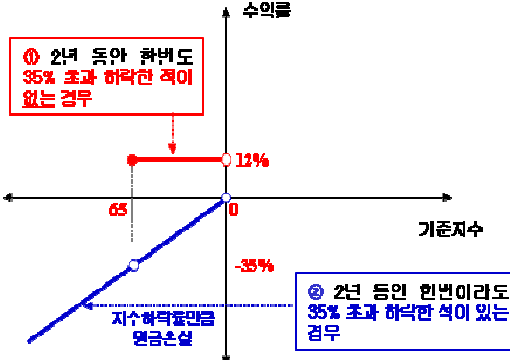 수익률
① 2년 동안 한번도
35% 초과 하락한 적이
없는 경우
12%
65
0
기준지수
-35%
② 2년 동안 한번이라도
35% 초과 하락한 적이 있는
경우
지수하락률만큼
원금손실